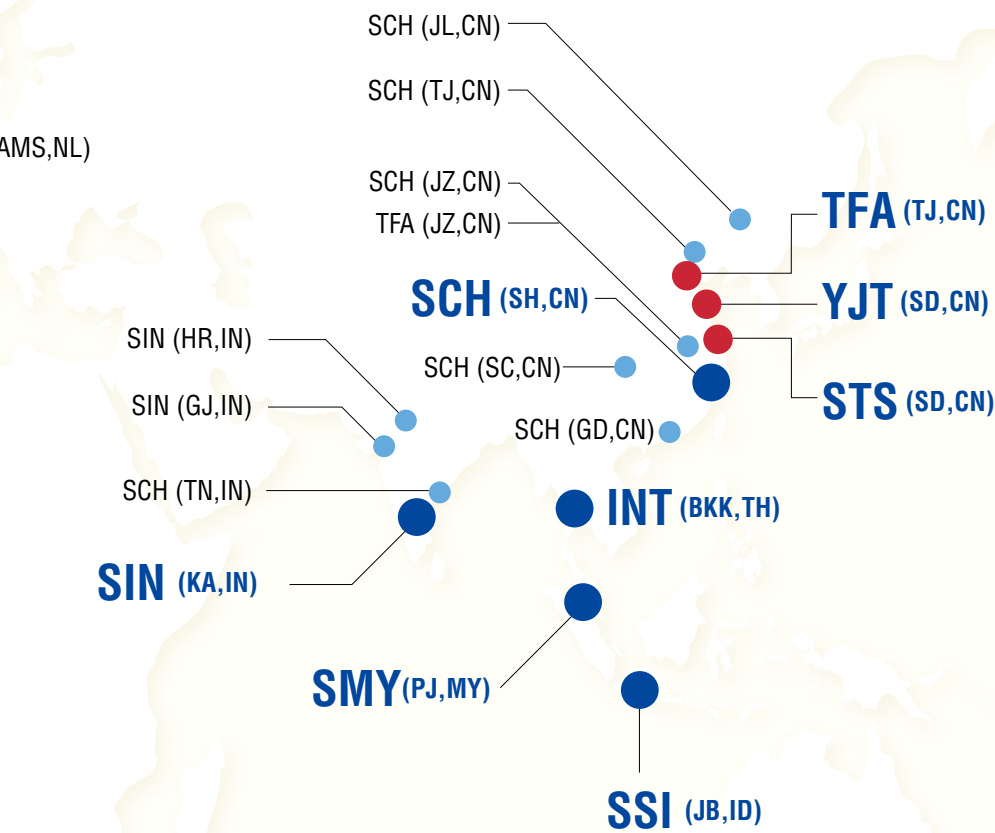 SCH (JL,CN)
SCH (TJ,CN)
AMS,NL)
SCH (JZ,CN)
TFA (JZ,CN)
TFA (TJ,CN)
SCH (SH,CN)
YJT (SD,CN)
SIN (HR,IN)
SCH (SC,CN)
SIN (GJ,IN)
STS (SD,CN)
SCH (GD,CN)
SCH (TN,IN)
INT (BKK,TH)
SIN (KA,IN)
SMY(PJ,MY)
SSI (JB,ID)